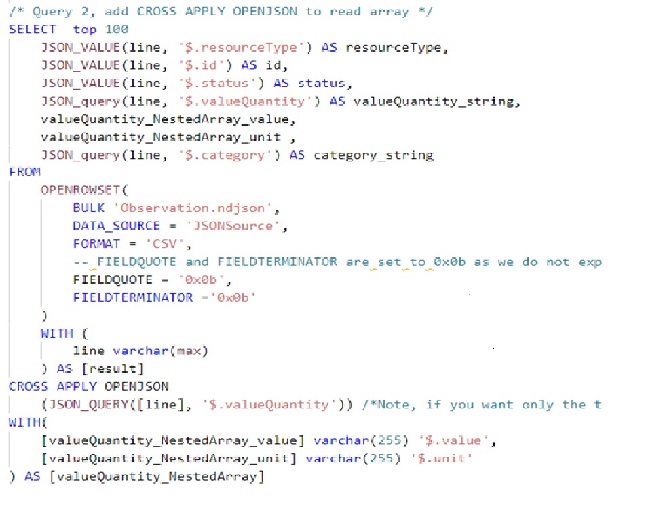 /* Query 2, add CROSS APPLY OPENJSON to read array */
SELECT top 100
JSON_VALUE(line, '$.resourceType') AS resourceType,
JSON_VALUE(line, '$.id') AS id,
JSON_VALUE(line, '$.status') AS status,
JSON_query(line, '$.valueQuantity') AS valueQuantity_string,
valueQuantity_NestedArray_value,
valueQuantity_NestedArray_unit ,
JSON_query(line, '$.category') AS category_string
FROM
OPENROWSET(
BULK 'Observation.ndjson',
DATA_SOURCE = 'JSONSource',
FORMAT = 'CSV',
-- FIELDQUOTE and FIELDTERMINATOR are set to 0x0b as we do not exp
FIELDQUOTE = '0x0b',
FIELDTERMINATOR ='0x0b'
)
WITH (
line varchar(max)
) AS [result]
CROSS APPLY OPENJSON
(JSON_QUERY([line], '$.valueQuantity')) /*Note, if you want only the t
WITH(
[valueQuantity_NestedArray_value] varchar(255) '$.value',
[valueQuantity_NestedArray_unit] varchar(255) '$.unit'
) AS [valueQuantity_NestedArray]